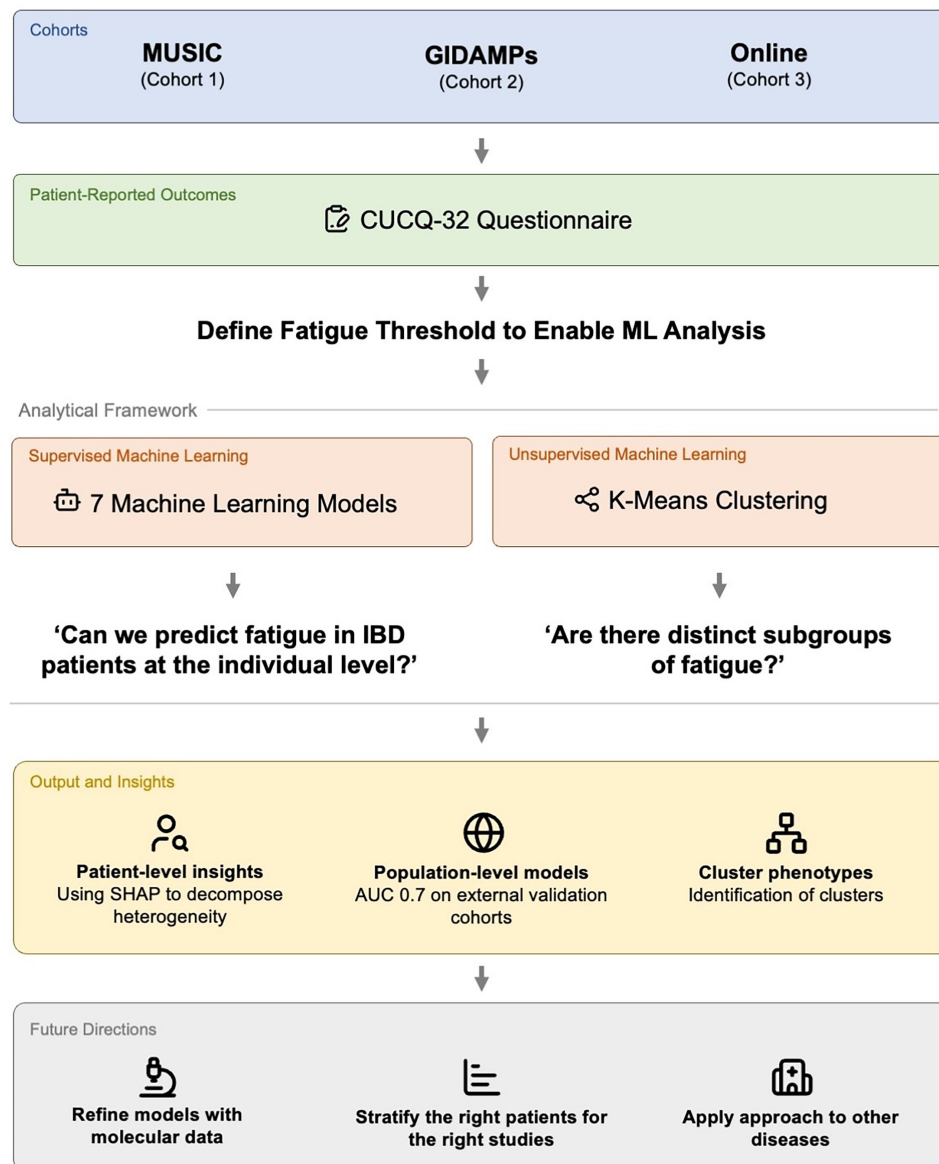 Cohorts
MUSIC
(Cohort 1)
GIDAMPs
(Cohort 2)
Online
(Cohort 3)
Patient-Reported Outcomes
CUCQ-32 Questionnaire
Define Fatigue Threshold to Enable ML Analysis
Analytical Framework
Supervised Machine Learning
7 Machine Learning Models
Unsupervised Machine Learning
K-Means Clustering
‘Can we predict fatigue in IBD
patients at the individual level?’
‘Are there distinct subgroups
of fatigue?’
Output and Insights
Patient-level insights
Using SHAP to decompose
heterogeneity
Population-level models
AUC 0.7 on external validation
cohorts
Cluster phenotypes
Identification of clusters
Future Directions
Refine models with
molecular data
Stratify the right patients for
the right studies
Apply approach to other
diseases